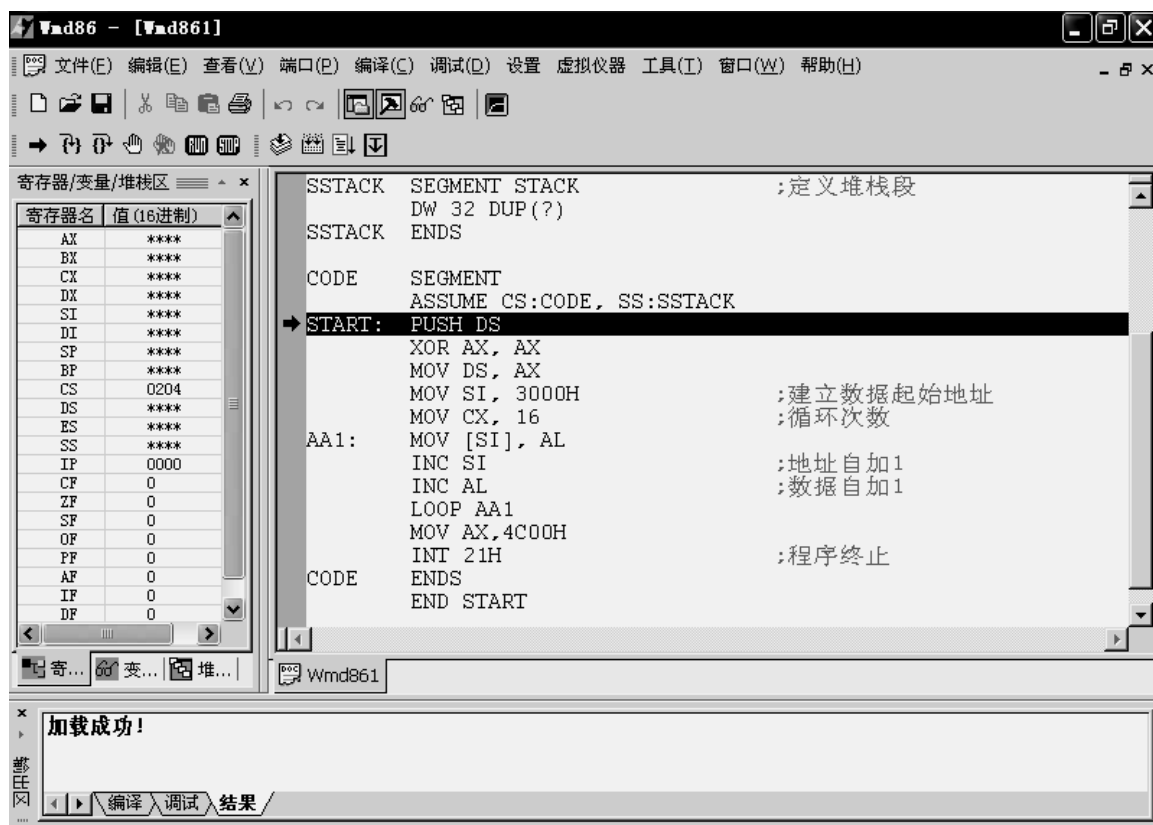 Wmd86 - [Wmd861]
文件(F) 编辑(E) 查看(V) 端口(P) 编译(C) 调试(D) 设置 虚拟仪器 工具(T) 窗口(W) 帮助(H)
RUN STOP
寄存器/变量/堆栈区
寄存器名 值(16进制)
AX ****
BX ****
CX ****
DX ****
SI ****
DI ****
SP ****
BP ****
CS 0204
DS ****
ES ****
SS ****
IP 0000
CF 0
ZF 0
SF 0
OF 0
PF 0
AF 0
IF 0
DF 0
寄... 变... 堆...
SSTACK SEGMENT STACK ;定义堆栈段
DW 32 DUP(?)
SSTACK ENDS
CODE SEGMENT
ASSUME CS:CODE, SS:SSTACK
START: PUSH DS
XOR AX, AX
MOV DS, AX
MOV SI, 3000H ;建立数据起始地址
MOV CX, 16 ;循环次数
AA1: MOV [SI], AL
INC SI ;地址自加1
INC AL ;数据自加1
LOOP AA1
MOV AX,4C00H
INT 21H ;程序终止
CODE ENDS
END START
Wmd861
加载成功!
编译 调试 结果